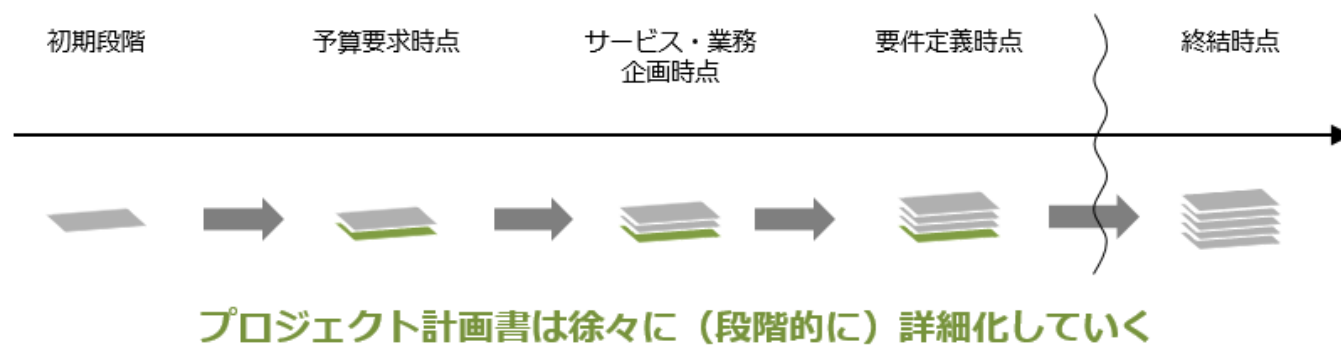 初期段階
予算要求時点
サービス・業務
企画時点
要件定義時点
終結時点
プロジェクト計画書は徐々に（段階的に）詳細化していく